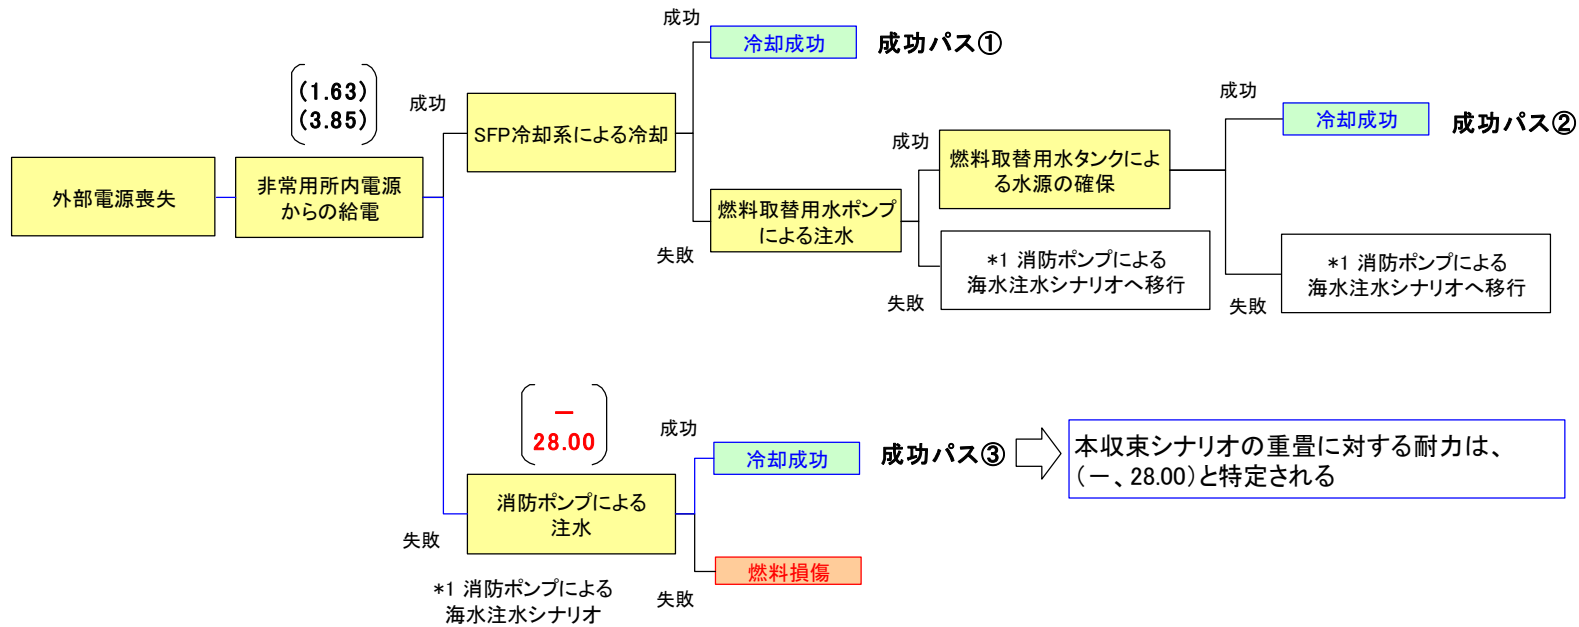 成功
冷却成功
成功パス①
(1.63)
(3.85)
成功
SFP冷却系による冷却
成功
冷却成功
成功パス②
成功
燃料取替用水タンクによ
る水源の確保
外部電源喪失
非常用所内電源
からの給電
燃料取替用水ポンプ
による注水
失敗
*1 消防ポンプによる
海水注水シナリオへ移行
失敗
*1 消防ポンプによる
海水注水シナリオへ移行
失敗
－
28.00
成功
冷却成功
成功パス③
本収束シナリオの重畳に対する耐力は、
(－、28.00)と特定される
消防ポンプによる
注水
失敗
燃料損傷
失敗
*1 消防ポンプによる
海水注水シナリオ